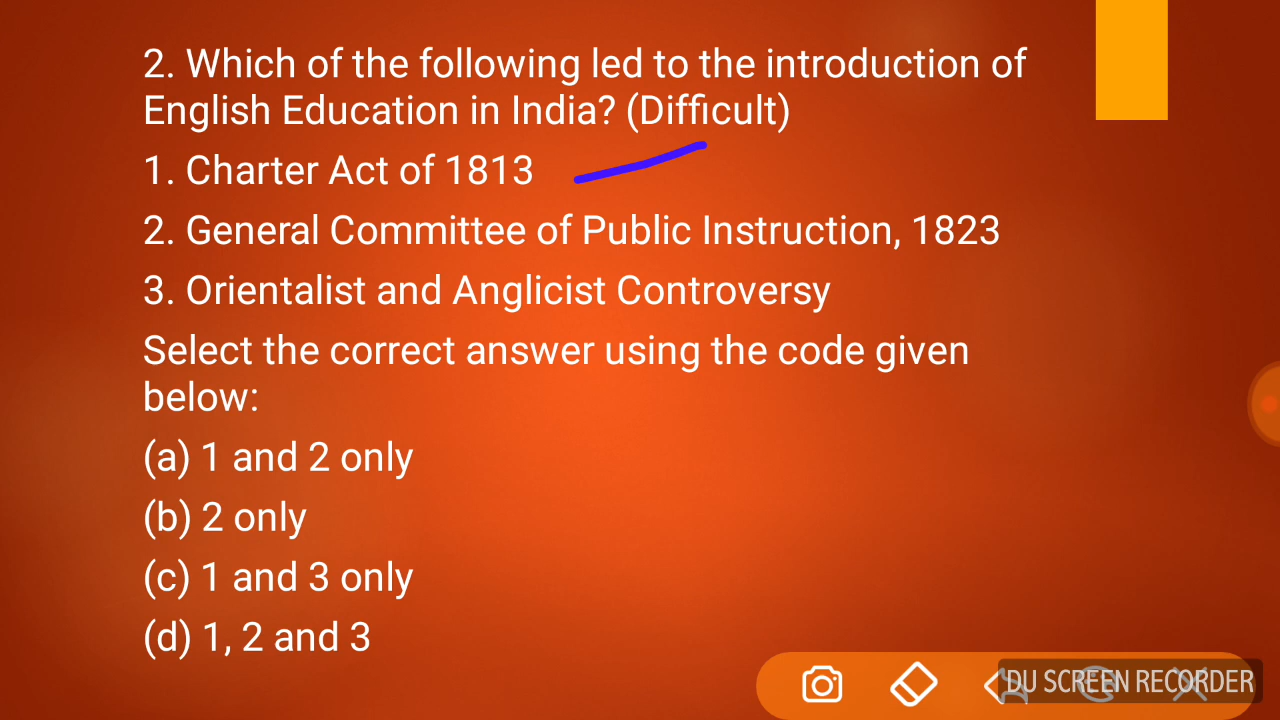 2. Which of the following led to the introduction of
English Education in India? (Difficult)
1. Charter Act of 1813
2. General Committee of Public Instruction, 1823
3. Orientalist and Anglicist Controversy
Select the correct answer using the code given
below:
(a) 1 and 2 only
(b) 2 only
(c) 1 and 3 only
(d) 1, 2 and 3
DU SCREEN RECORDER